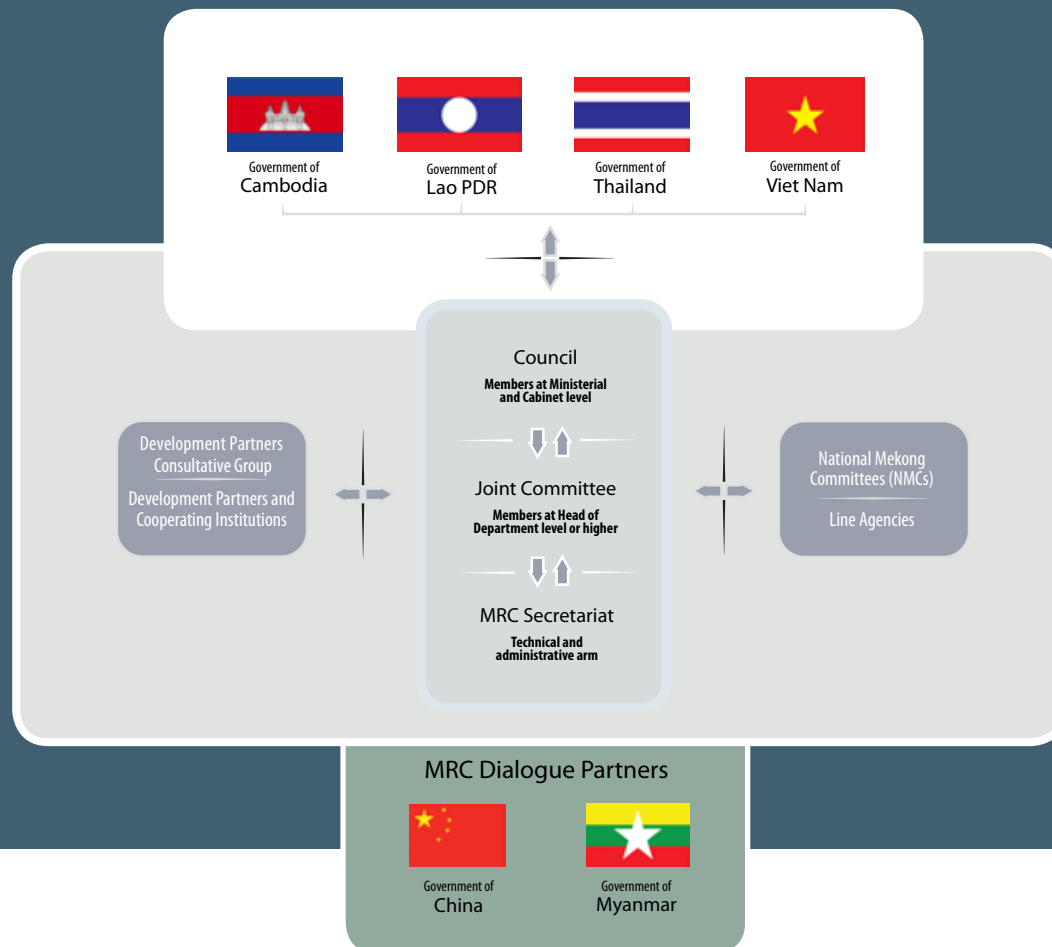 Government of
Cambodia
Government of
Lao PDR
Government of
Thailand
Government of
Viet Nam
Council
Members at Ministerial
and Cabinet level
Development Partners
Consultative Group
Development Partners and
Cooperating Institutions
Joint Committee
Members at Head of
Department level or higher
National Mekong
Committees (NMCs)
Line Agencies
MRC Secretariat
Technical and
administrative arm
MRC Dialogue Partners
Government of
China
Government of
Myanmar